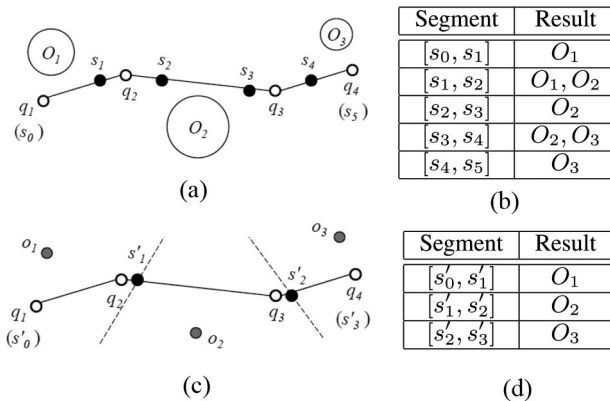 O1
s1
s2
O3
s4
s3
q2
q4
q1
q3
(s5)
(s0)
O2
(a)
Segment Result
[s0, s1] O1
[s1, s2] O1, O2
[s2, s3] O2
[s3, s4] O2, O3
[s4, s5] O3
(b)
o1
s'1
o3
s'2
q2
q4
q1
q3
(s'3)
(s'0)
o2
(c)
Segment Result
[s'0, s'1] O1
[s'1, s'2] O2
[s'2, s'3] O3
(d)